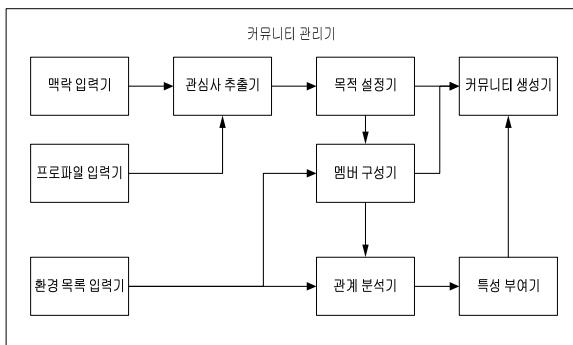 커뮤니티 관리기
맥락 입력기
관심사 추출기
목적 설정기
커뮤니티 생성기
프로파일 입력기
멤버 구성기
환경 목록 입력기
관계 분석기
특성 부여기